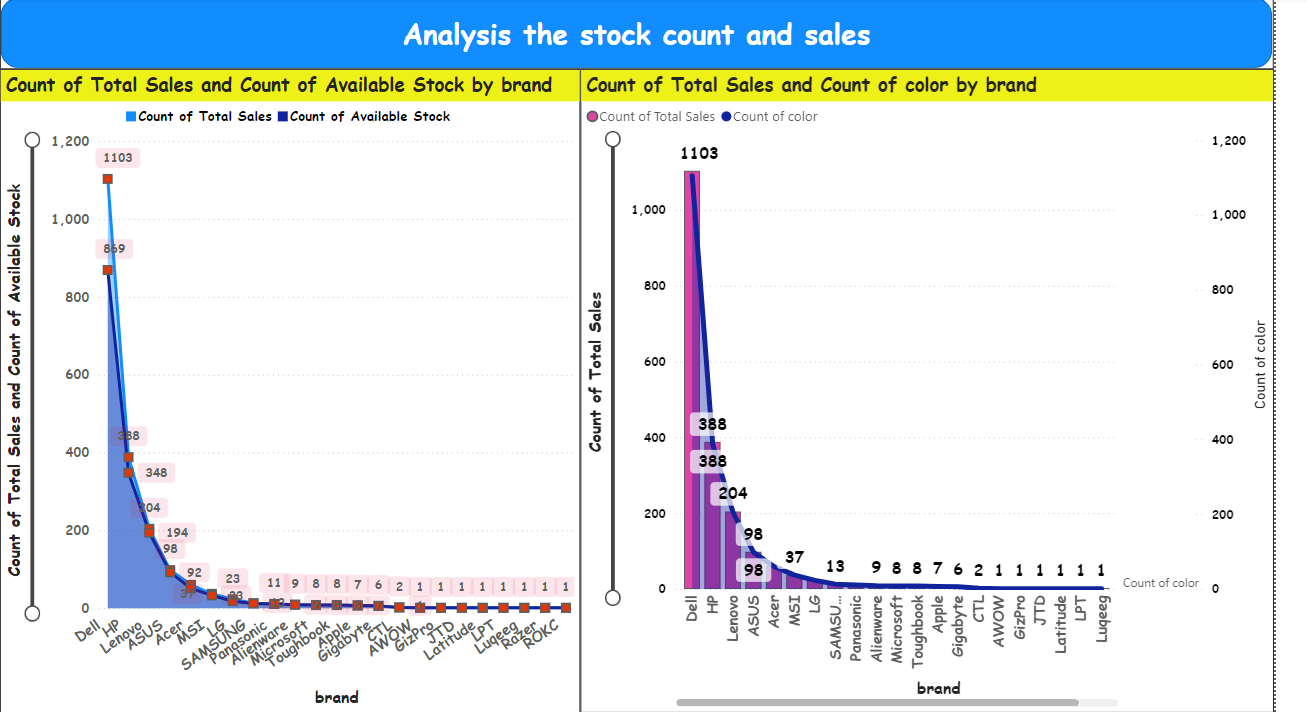 Analysis the stock count and sales
Count of Total Sales and Count of Available Stock by brand
Count of Total Sales Count of Available Stock
Count of Total Sales and Count of Available Stock
1,200
1,000
800
600
400
200
0
1103
869
388
348
204
194
98
92
37
23
23
11
9
8
8
7
6
2
1
1
1
1
1
1
1
1
Dell
HP
Lenovo
ASUS
Acer
MSI
LG
SAMSUNG
Panasonic
Alienware
Microsoft
Toughbook
Apple
Gigabyte
CTL
AWOW
GizPro
JTD
Latitude
LPT
Luqeeg
Razer
ROKC
brand
Count of Total Sales and Count of color by brand
Count of Total Sales Count of color
Count of Total Sales
1,000
800
600
400
200
0
1103
388
388
204
98
98
37
13
9
8
8
7
6
2
1
1
1
1
1
1
Dell
HP
Lenovo
ASUS
Acer
MSI
LG
SAMSU...
Panasonic
Alienware
Microsoft
Toughbook
Apple
Gigabyte
CTL
AWOW
GizPro
JTD
Latitude
LPT
Luqeeg
brand
1,200
1,000
800
600
400
200
0
Count of color
Count of color